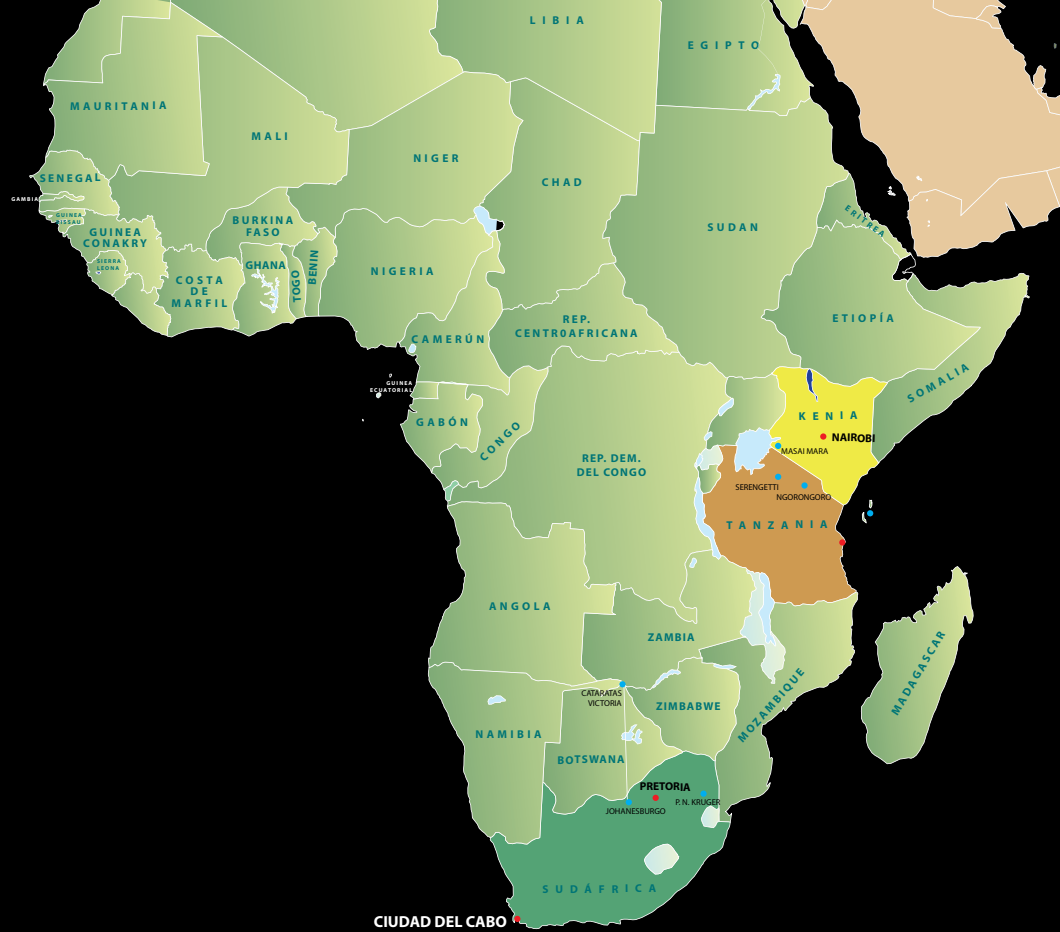 LIBIA
EGIPTO
MAURITANIA
MALI
NIGER
CHAD
SENEGAL
GAMBIA
GUINEA
BISSAU
GUINEA
CONAKRY
SIERRA
LEONA
BURKINA
FASO
COSTA
DE
MARFIL
GHANA
TOGO
BENIN
NIGERIA
SUDAN
ERITREA
ETIOPÍA
SOMALIA
REP.
CENTROAFRICANA
CAMERÚN
GUINEA
ECUATORIAL
GABÓN
CONGO
REP. DEM.
DEL CONGO
KENIA
NAIROBI
MASAI MARA
SERENGETTI
NGORONGORO
TANZANIA
ANGOLA
ZAMBIA
CATARATAS
VICTORIA
ZIMBABWE
MOZAMBIQUE
MADAGASCAR
NAMIBIA
BOTSWANA
PRETORIA
P. N. KRUGER
JOHANESBURGO
SUDÁFRICA
CIUDAD DEL CABO